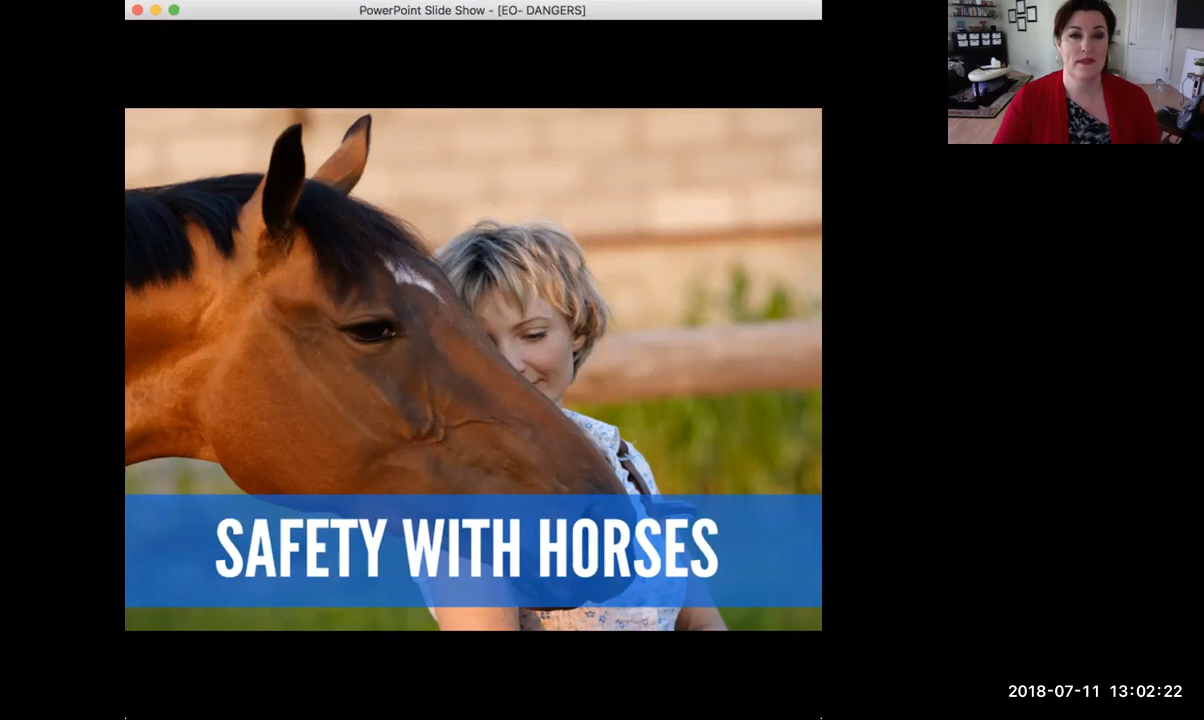 PowerPoint Slide Show - [EO- DANGERS]
SAFETY WITH HORSES
2018-07-11 13:02:22